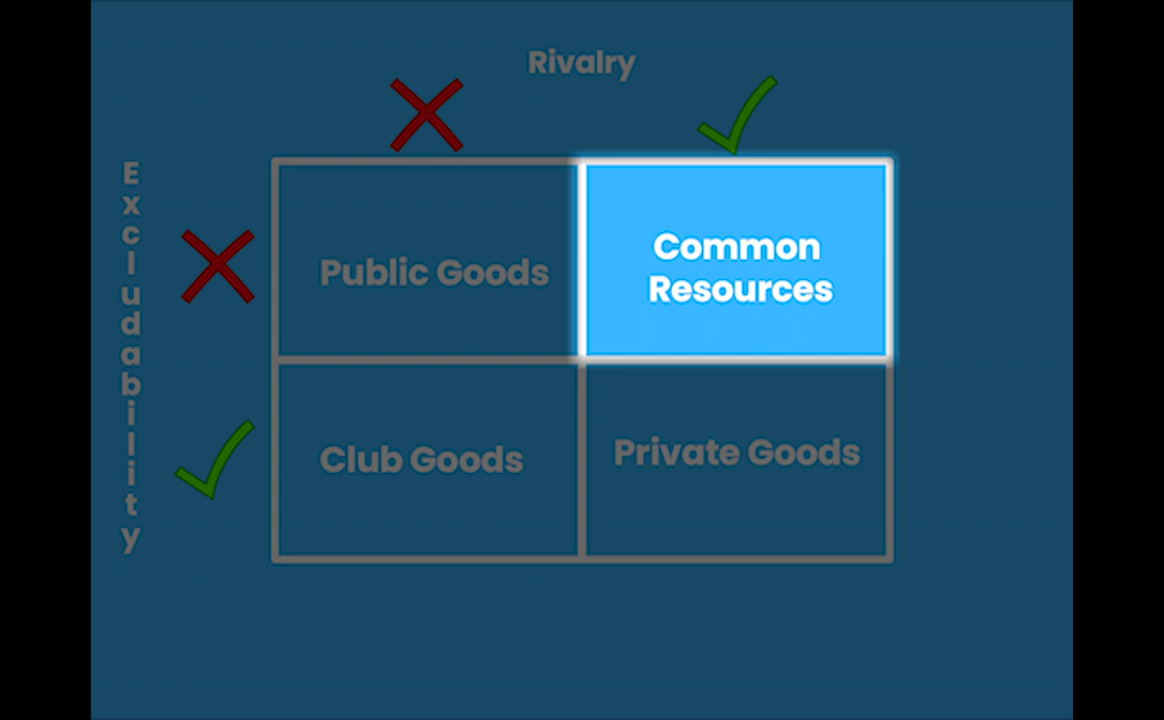 Rivalry
Excludability
Public Goods
Common
Resources
Club Goods
Private Goods